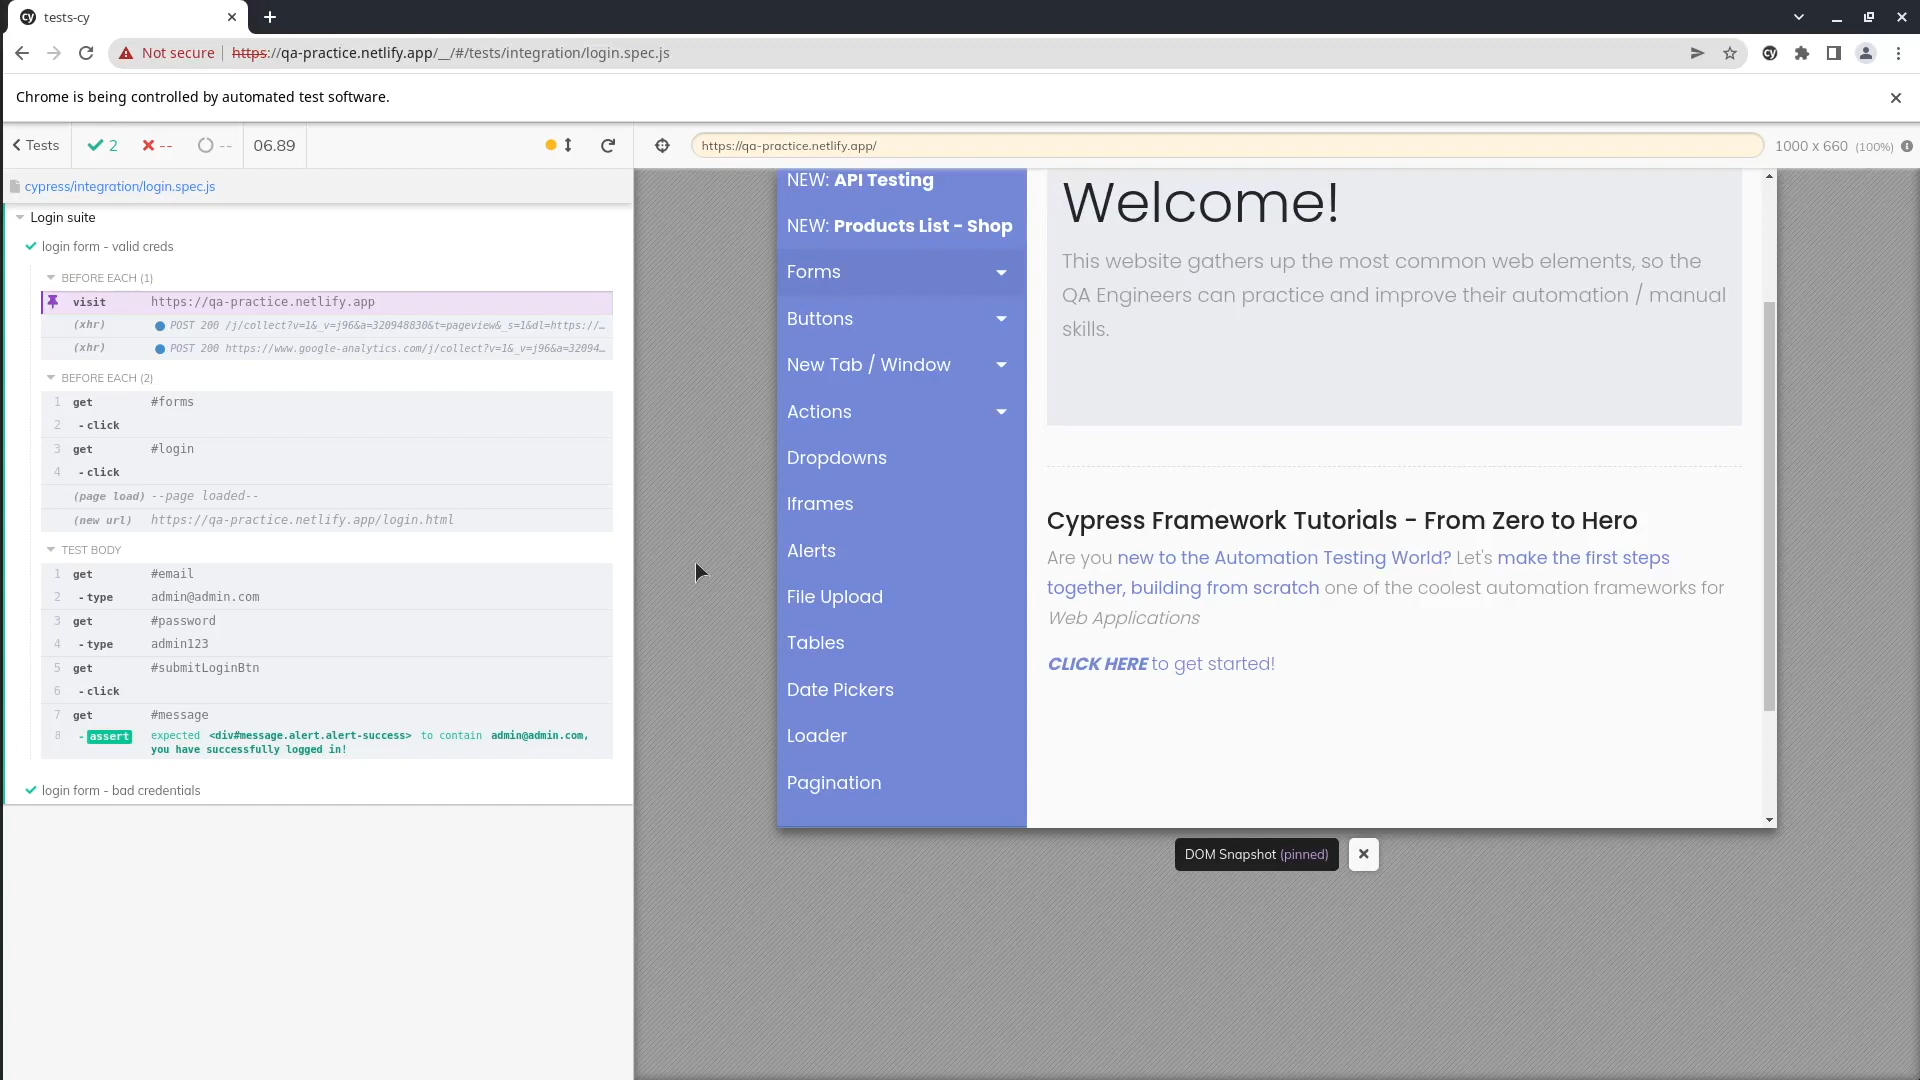 tests-cy
Not secure https://qa-practice.netlify.app/__/#/tests/integration/login.spec.js
Chrome is being controlled by automated test software.
Tests 2 -- -- 06.89
https://qa-practice.netlify.app/ 1000 x 660 (100%)
cypress/integration/login.spec.js
Login suite
login form - valid creds
BEFORE EACH (1)
visit https://qa-practice.netlify.app
(xhr) POST 200 /j/collect?v=1&_v=j96&a=320948830&t=pageview&_s=1&dl=https://…
(xhr) POST 200 https://www.google-analytics.com/j/collect?v=1&_v=j96&a=32094…
BEFORE EACH (2)
1 get #forms
2 -click
3 get #login
4 -click
(page load) --page loaded--
(new url) https://qa-practice.netlify.app/login.html
TEST BODY
1 get #email
2 -type admin@admin.com
3 get #password
4 -type admin123
5 get #submitLoginBtn
6 -click
7 get #message
8 -assert expected <div#message.alert.alert-success> to contain admin@admin.com,
you have successfully logged in!
login form - bad credentials
NEW: API Testing
NEW: Products List - Shop
Forms
Buttons
New Tab / Window
Actions
Dropdowns
Iframes
Alerts
File Upload
Tables
Date Pickers
Loader
Pagination
Welcome!
This website gathers up the most common web elements, so the
QA Engineers can practice and improve their automation / manual
skills.
Cypress Framework Tutorials - From Zero to Hero
Are you new to the Automation Testing World? Let's make the first steps
together, building from scratch one of the coolest automation frameworks for
Web Applications
CLICK HERE to get started!
DOM Snapshot (pinned)